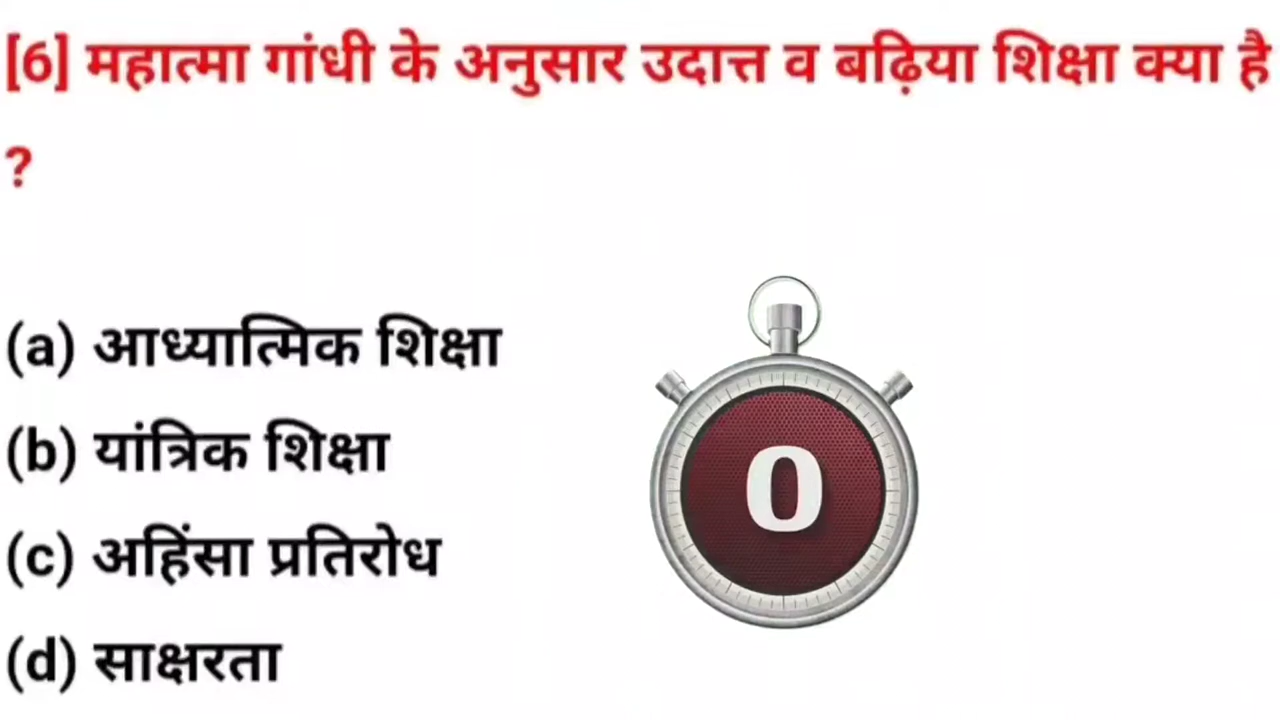 [6] महात्मा गांधी के अनुसार उदात्त व बढ़िया शिक्षा क्या है
?
(a) आध्यात्मिक शिक्षा
(b) यांत्रिक शिक्षा
0
(c) अहिंसा प्रतिरोध
(d) साक्षरता